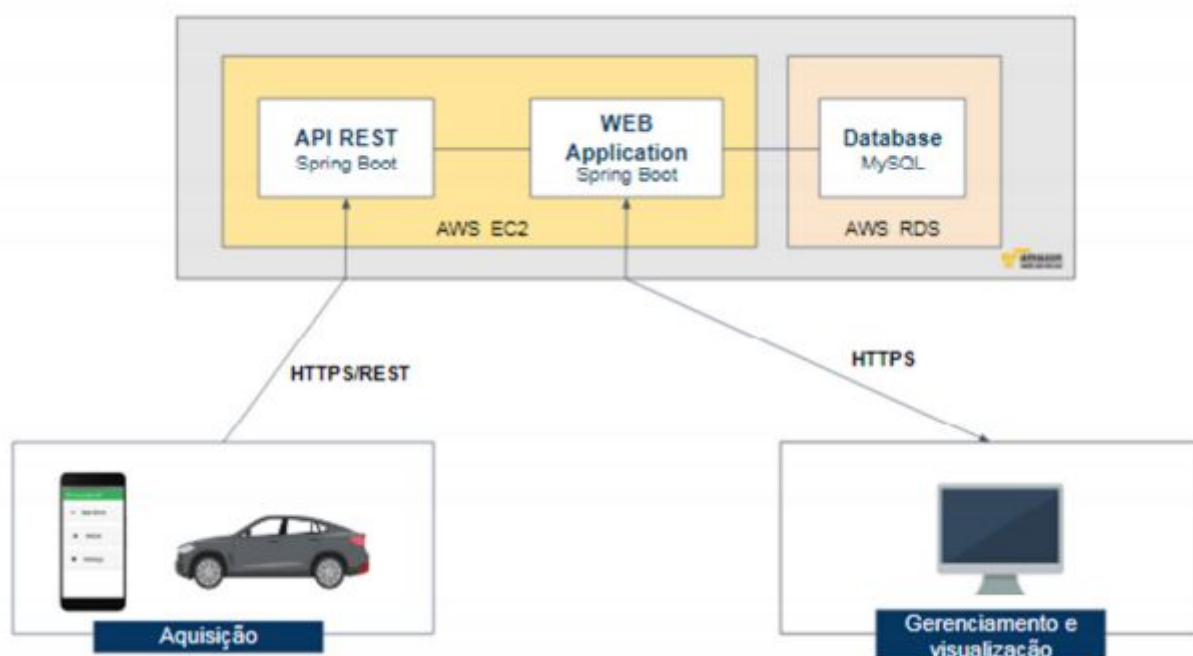 API REST
Spring Boot
WEB
Application
Spring Boot
Database
MySQL
AWS EC2
AWS RDS
amazon
HTTPS/REST
HTTPS
Aquisição
Gerenciamento e
visualização